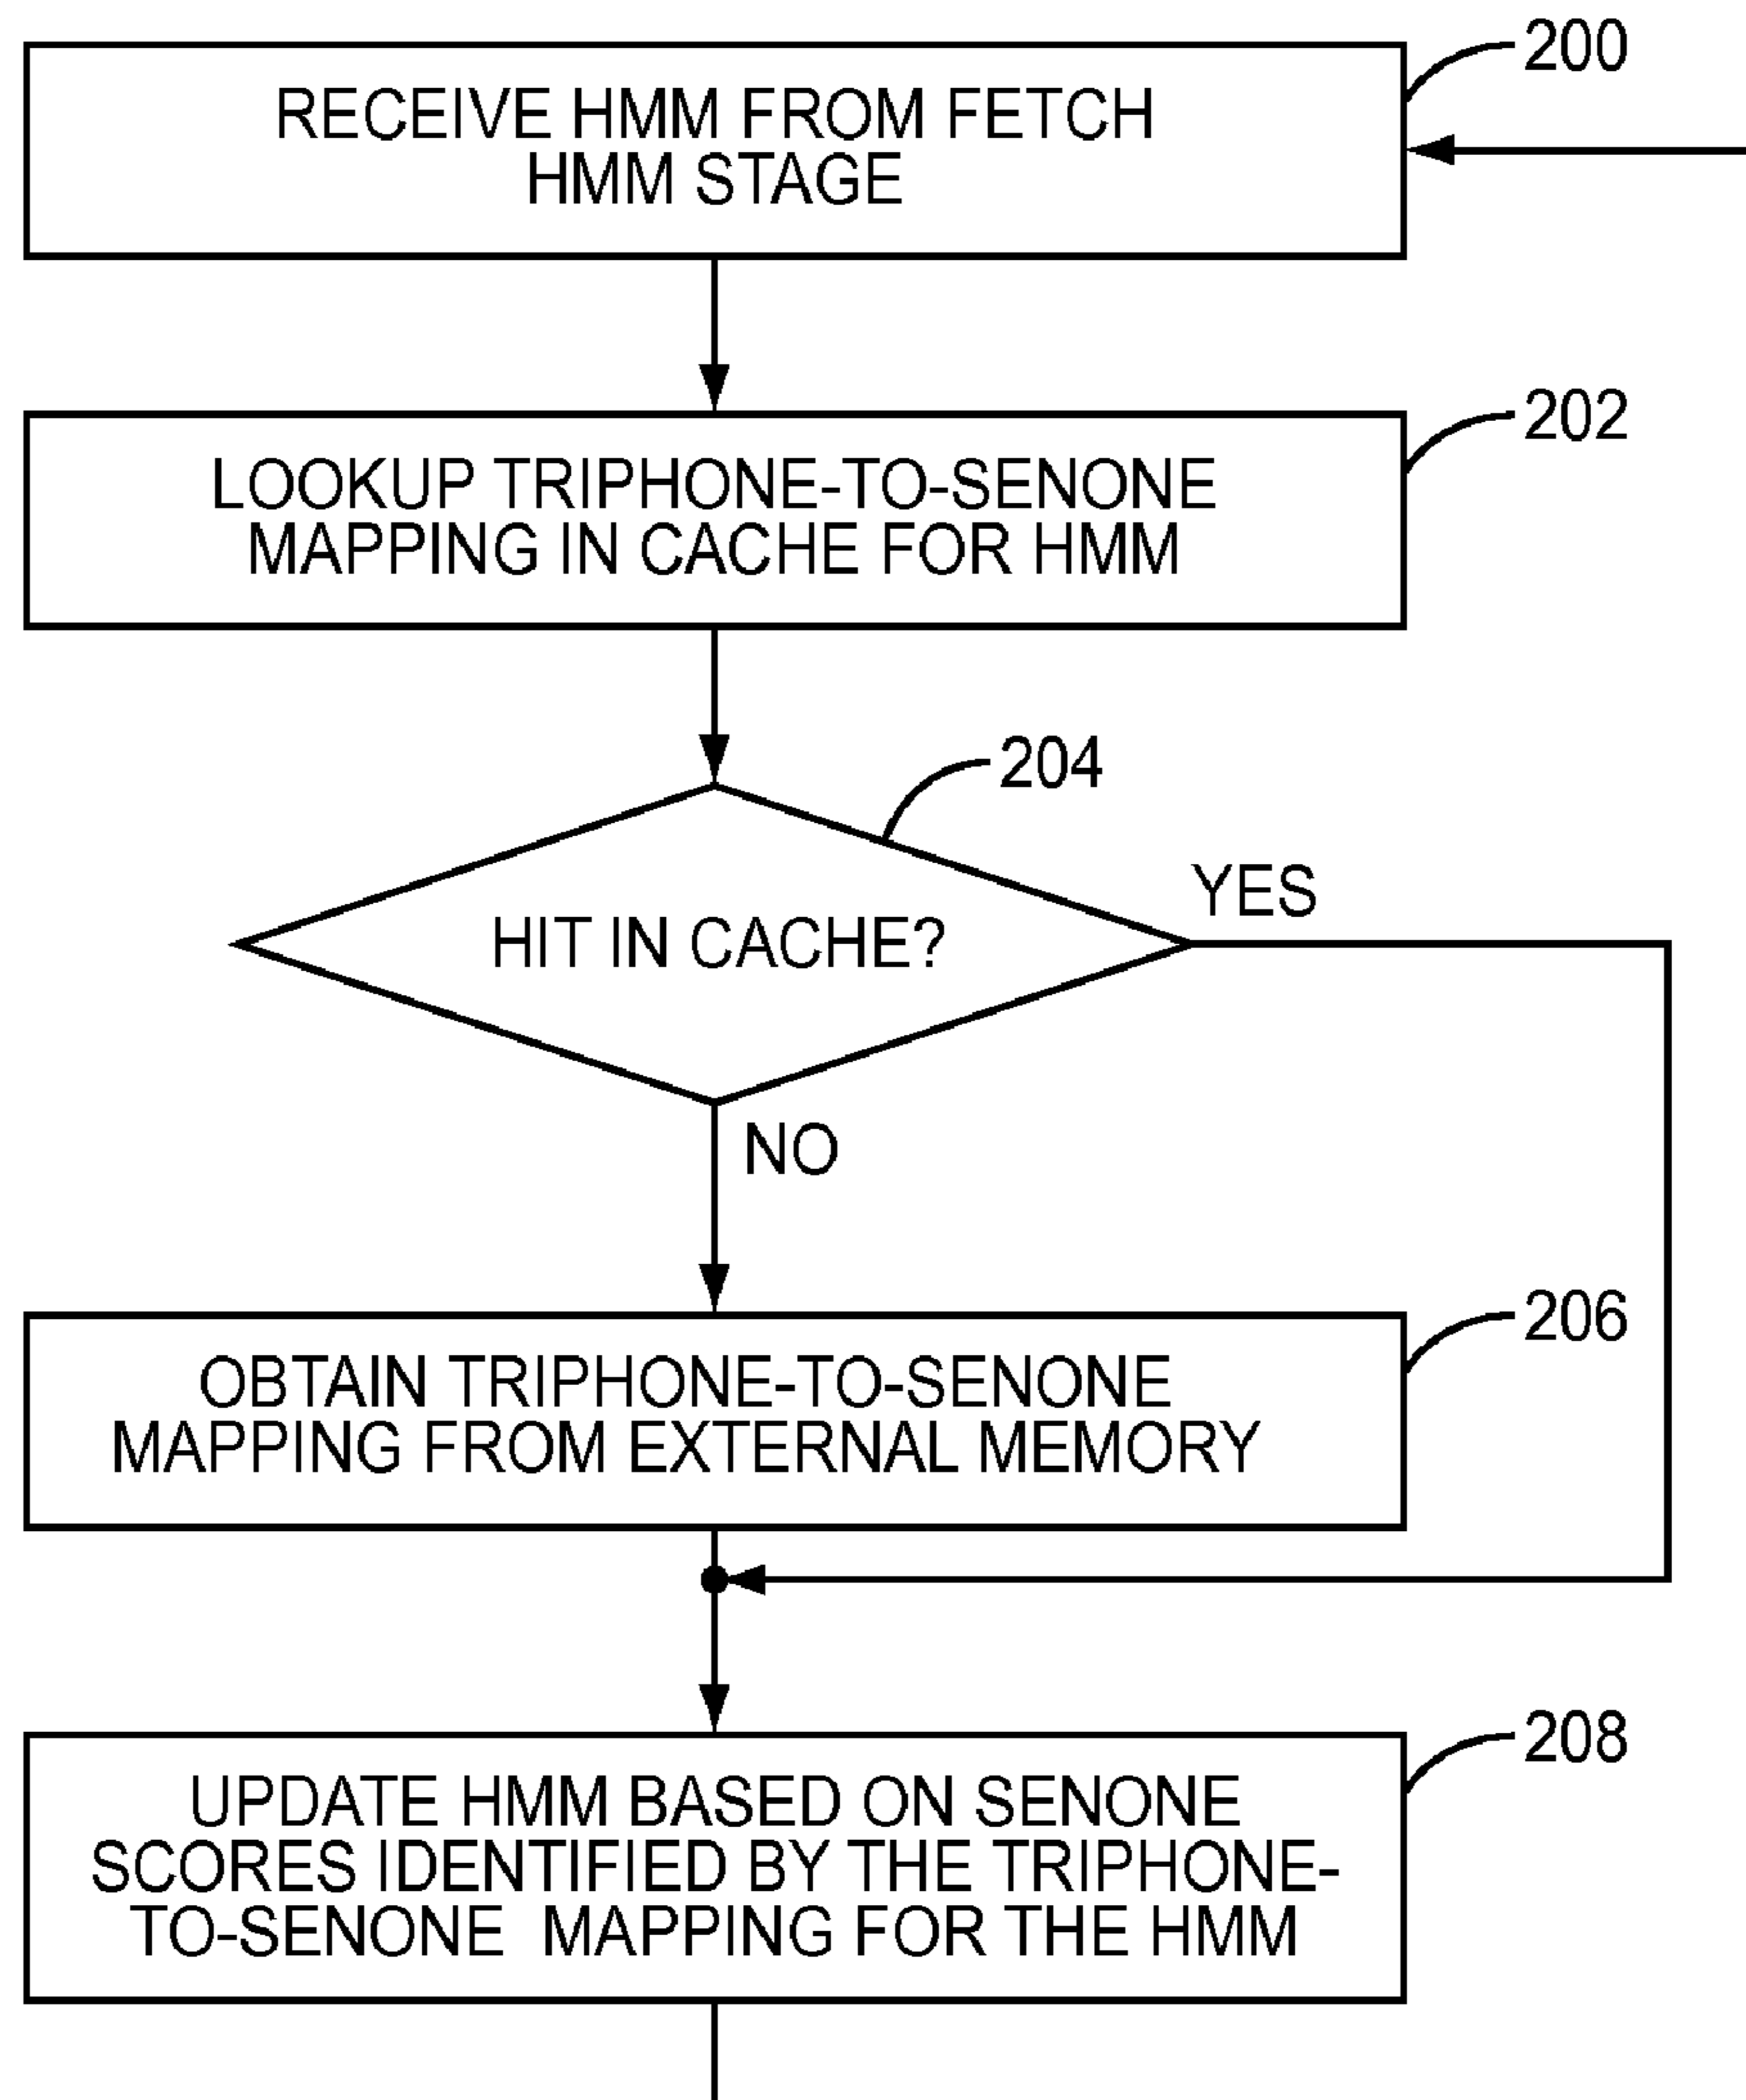 200
RECEIVE HMM FROM FETCH
HMM STAGE
202
LOOKUP TRIPHONE-TO-SENONE
MAPPING IN CACHE FOR HMM
204
HIT IN CACHE?
YES
NO
206
OBTAIN TRIPHONE-TO-SENONE
MAPPING FROM EXTERNAL MEMORY
208
UPDATE HMM BASED ON SENONE
SCORES IDENTIFIED BY THE TRIPHONE-
TO-SENONE MAPPING FOR THE HMM